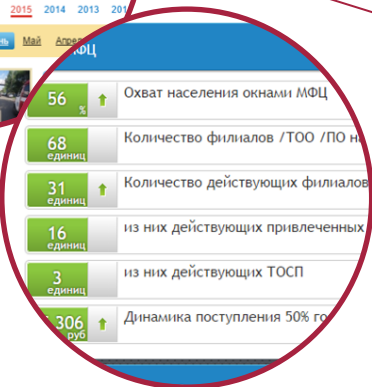 2015 2014 2013
Май
МФЦ
56 % Охват населения окнами МФЦ
68 единиц Количество филиалов /ТОО /ПО
31 единиц Количество действующих филиалов
16 единиц из них действующих привлеченных
3 единиц из них действующих ТОСП
306 руб Динамика поступления 50%